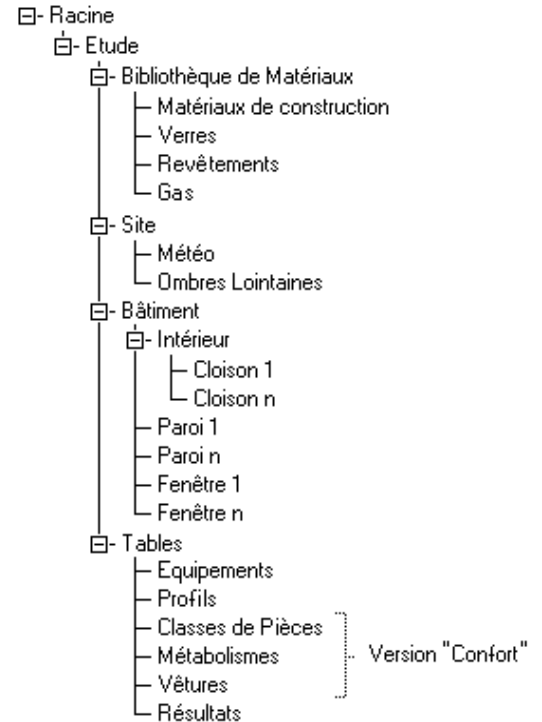 Racine
Etude
Bibliothèque de Matériaux
Matériaux de construction
Verres
Revêtements
Gas
Site
Météo
Ombres Lointaines
Bâtiment
Intérieur
Cloison 1
Cloison n
Paroi 1
Paroi n
Fenêtre 1
Fenêtre n
Tables
Equipements
Profils
Classes de Pièces
Métabolismes
Version "Confort"
Vêtures
Résultats